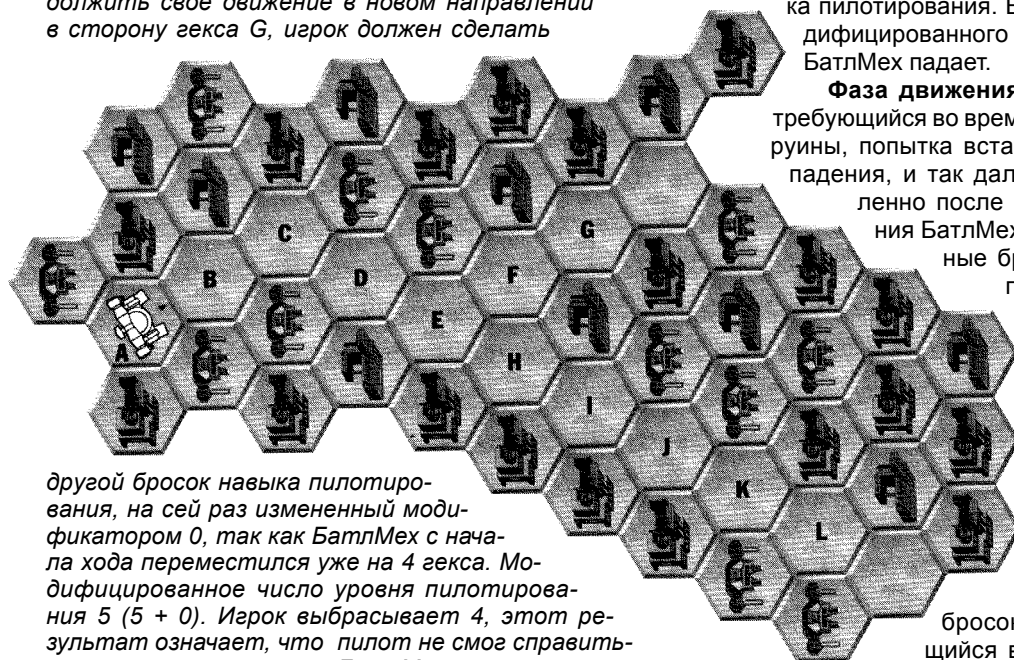 должить свое движение в новом направлении
в сторону гекса G, игрок должен сделать
другой бросок навыка пилотиро-
вания, на сей раз измененный моди-
фикатором 0, так как БатлМех с нача-
ла хода переместился уже на 4 гекса. Мо-
дифицированное число уровня пилотирова-
ния 5 (5 + 0). Игрок выбрасывает 4, этот ре-
зультат означает, что пилот не смог справить-
ка пилотирования.
дифицированного
БатлМех падает.
Фаза движения
требующийся во врем
руины, попытка вста
падения, и так дал
ленно после
ния БатлМех
ные бр
бросок
щийся в
A
B
C
D
E
F
G
H
I
J
K
L